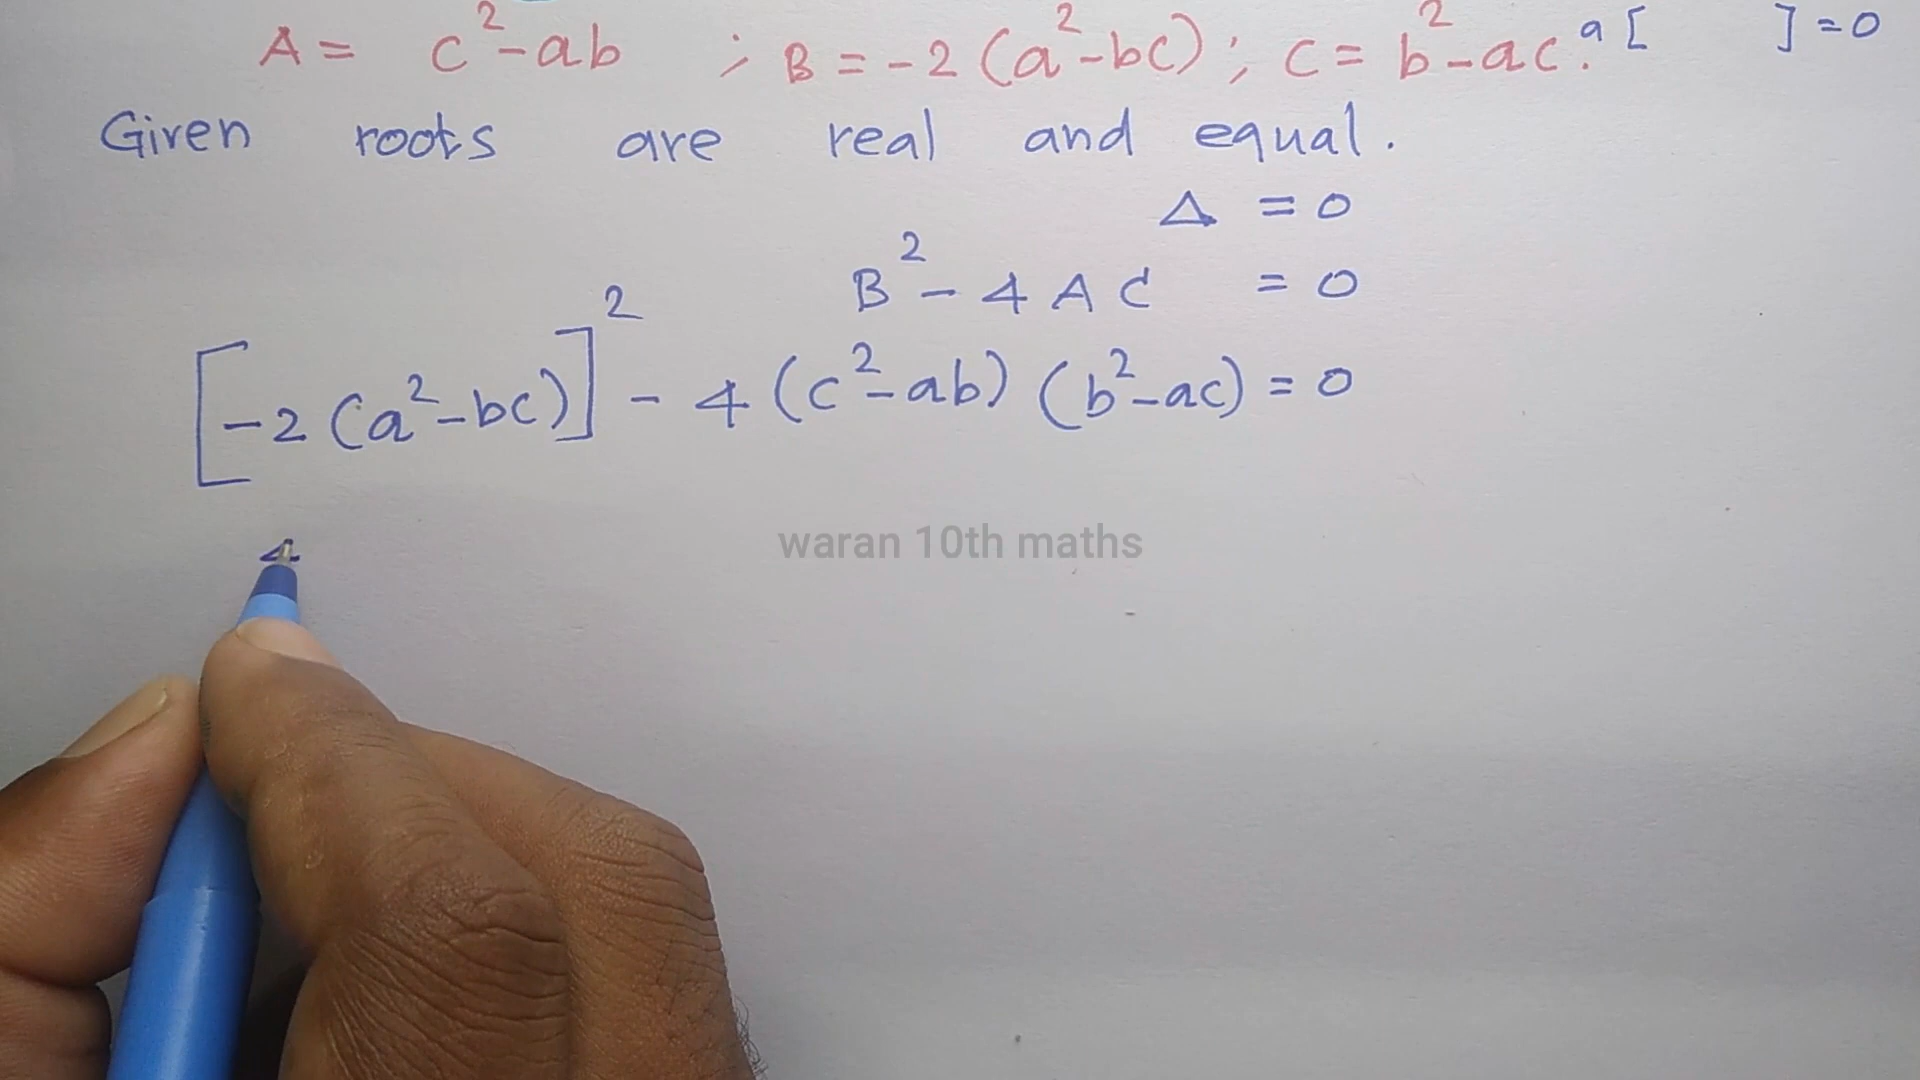 A = c²-ab ; B = -2 (a²-bc) ; C = b²-ac. a [ ] = 0
Given roots are real and equal.
Δ = 0
B² - 4AC = 0
[-2 (a²-bc)]² - 4 (c²-ab) (b²-ac) = 0
4
waran 10th maths